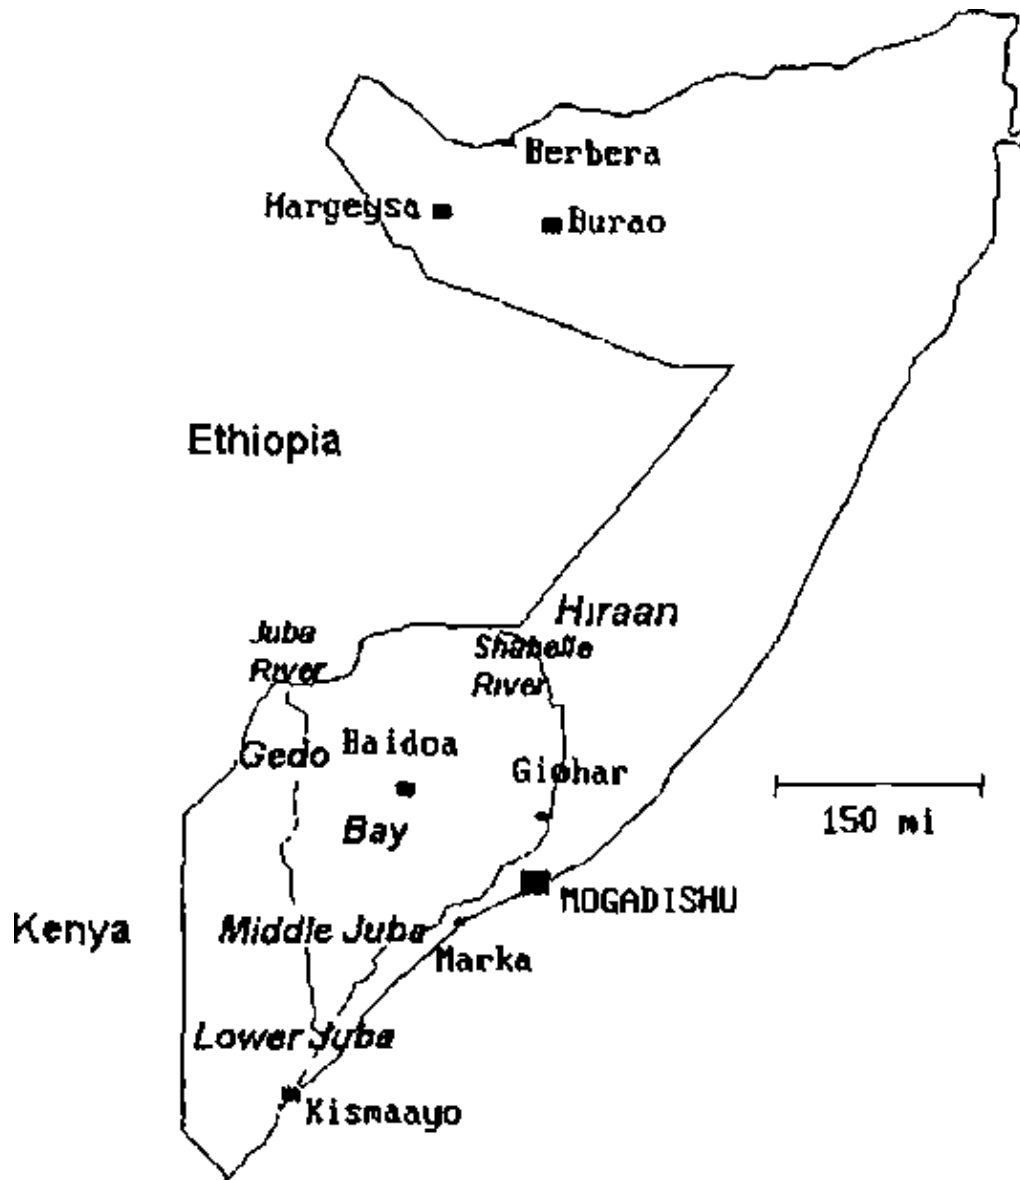 Berbera
Hargeysa
Burao
Ethiopia
Hiraan
Juba
River
Shabelle
River
Gedo
Baidoa
Giohar
150 mi
Bay
MOGADISHU
Kenya
Middle Juba
Marka
Lower Juba
Kismaayo